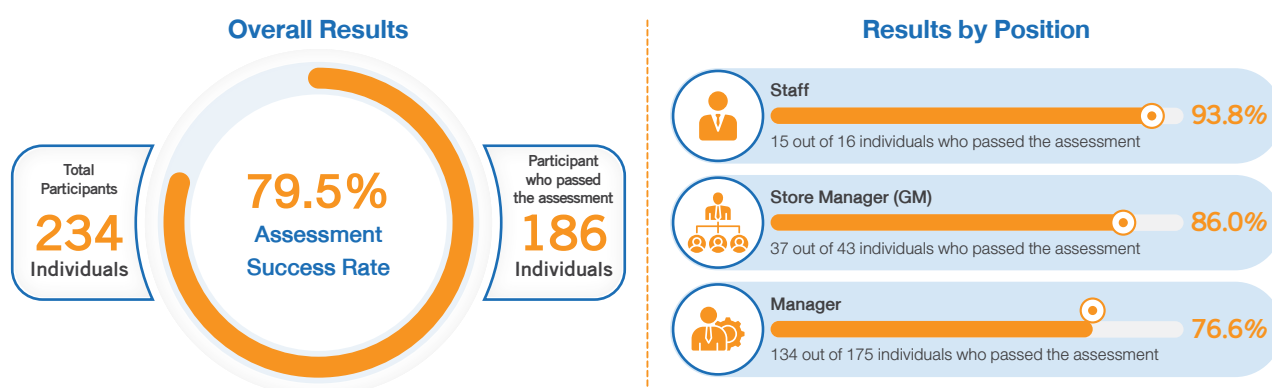 Overall Results
Total
Participants
234
Individuals
79.5%
Assessment
Success Rate
Participant
who passed
the assessment
186
Individuals
Results by Position
Staff
93.8%
15 out of 16 individuals who passed the assessment
Store Manager (GM)
86.0%
37 out of 43 individuals who passed the assessment
Manager
76.6%
134 out of 175 individuals who passed the assessment